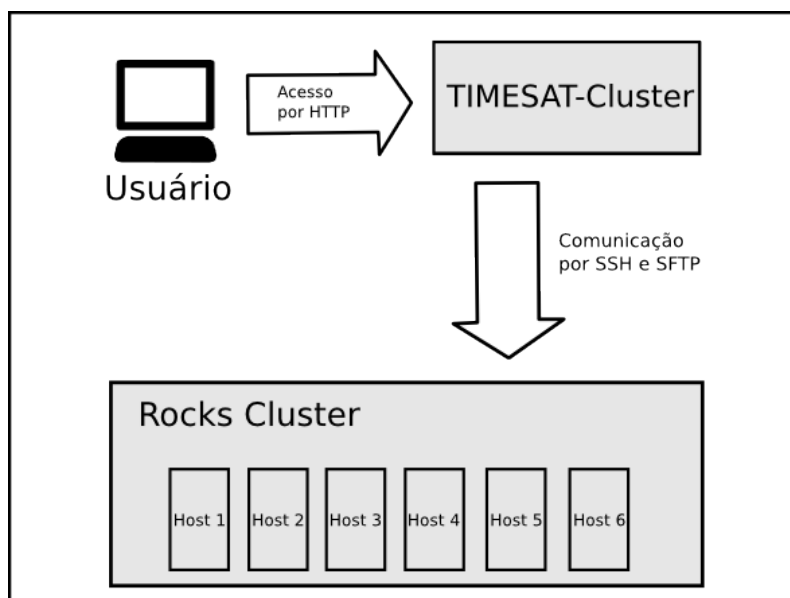 Acesso
por HTTP
TIMESAT-Cluster
Usuário
Comunicação
por SSH e SFTP
Rocks Cluster
Host 1
Host 2
Host 3
Host 4
Host 5
Host 6